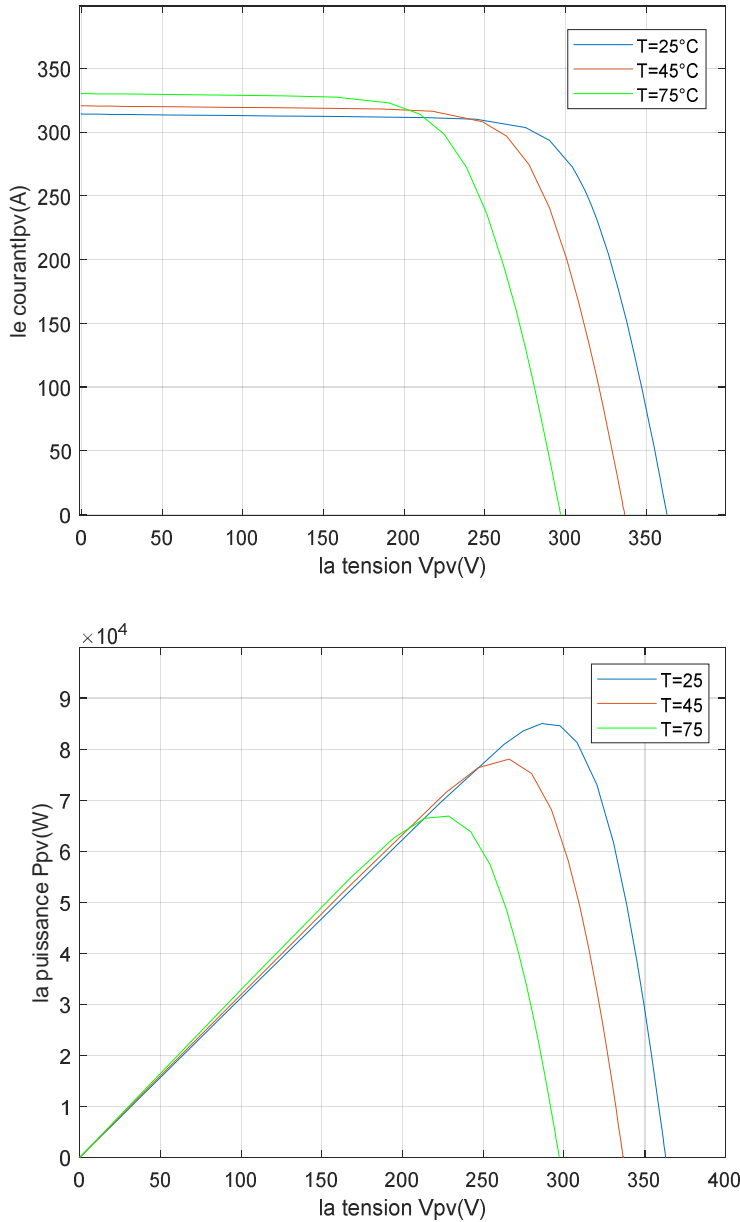 T=25°C
T=45°C
T=75°C
350
300
250
200
150
100
50
0
le courantIpv(A)
0 50 100 150 200 250 300 350
la tension Vpv(V)
×10⁴
T=25
T=45
T=75
9
8
7
6
5
4
3
2
1
0
la puissance Ppv(W)
0 50 100 150 200 250 300 350 400
la tension Vpv(V)